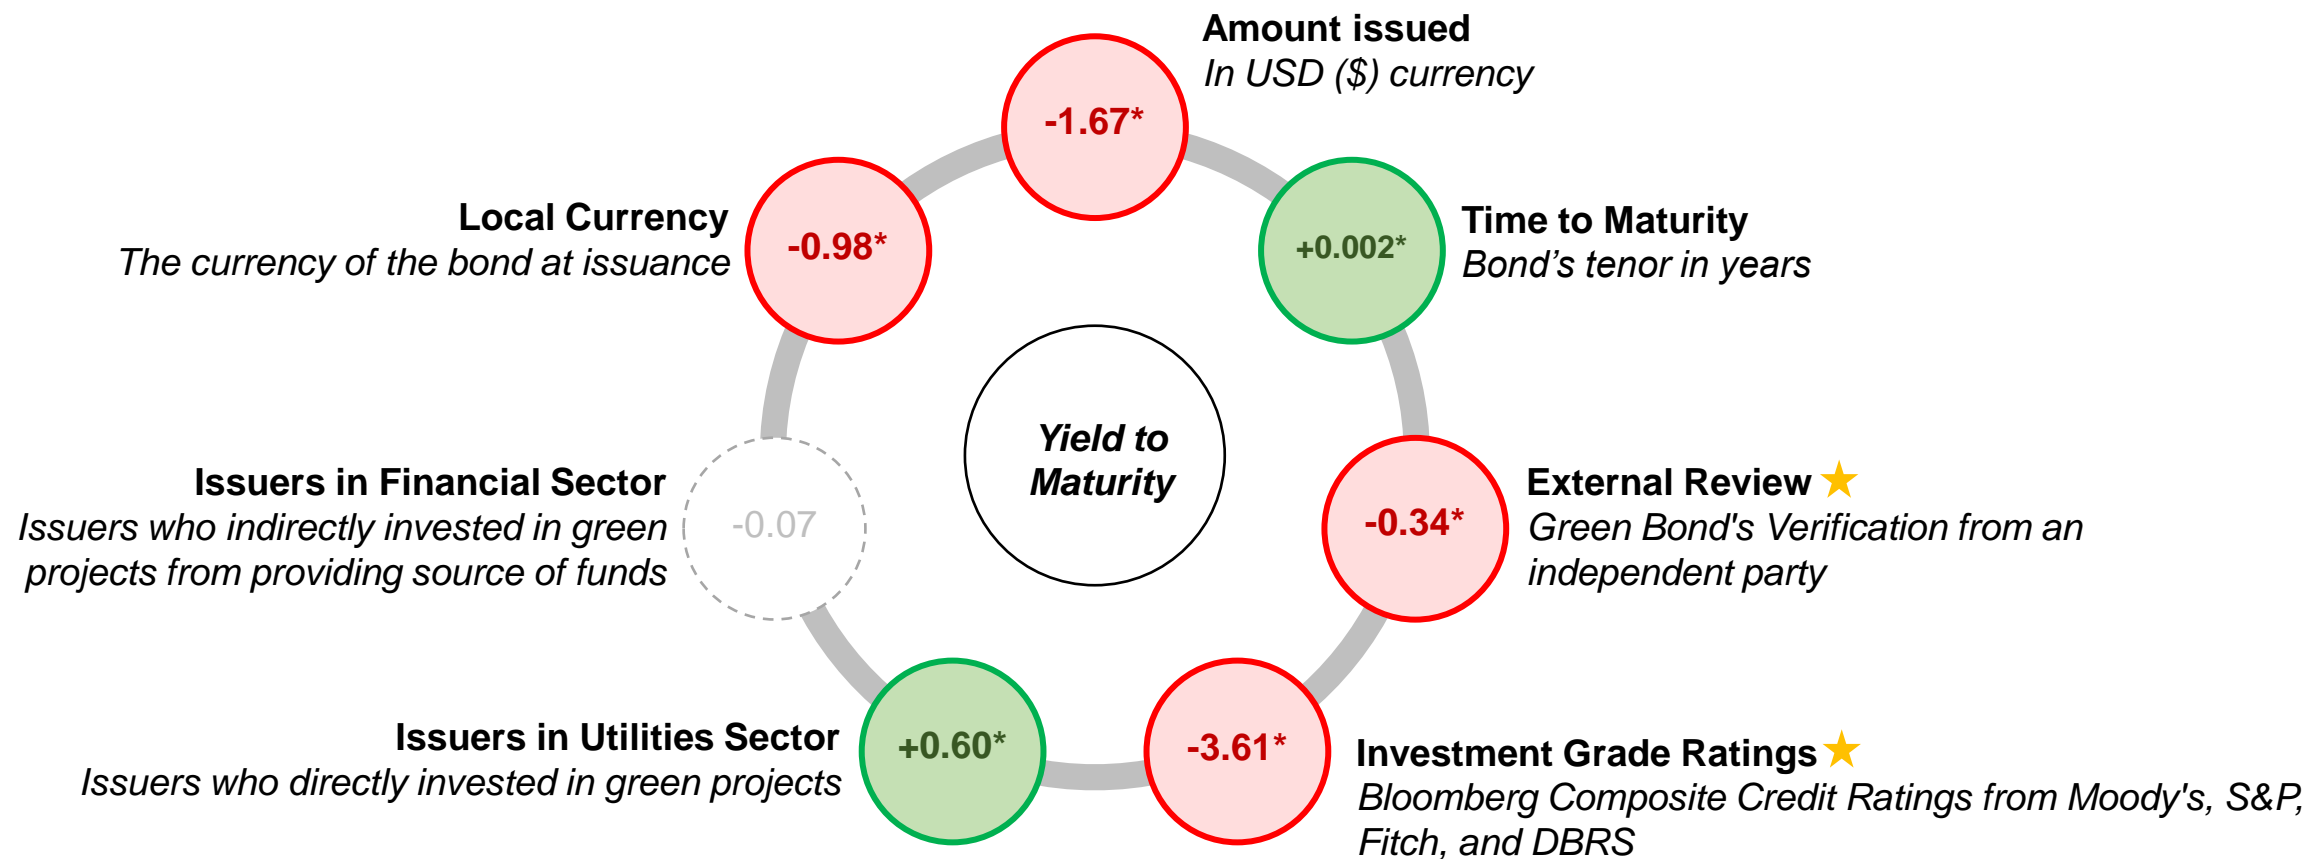 Amount issued
In USD ($) currency
-1.67*
Local Currency
The currency of the bond at issuance
-0.98*
+0.002*
Time to Maturity
Bond’s tenor in years
Yield to
Maturity
Issuers in Financial Sector
Issuers who indirectly invested in green
projects from providing source of funds
-0.07
-0.34*
External Review
Green Bond's Verification from an
independent party
Issuers in Utilities Sector
Issuers who directly invested in green projects
+0.60*
-3.61*
Investment Grade Ratings
Bloomberg Composite Credit Ratings from Moody's, S&P,
Fitch, and DBRS